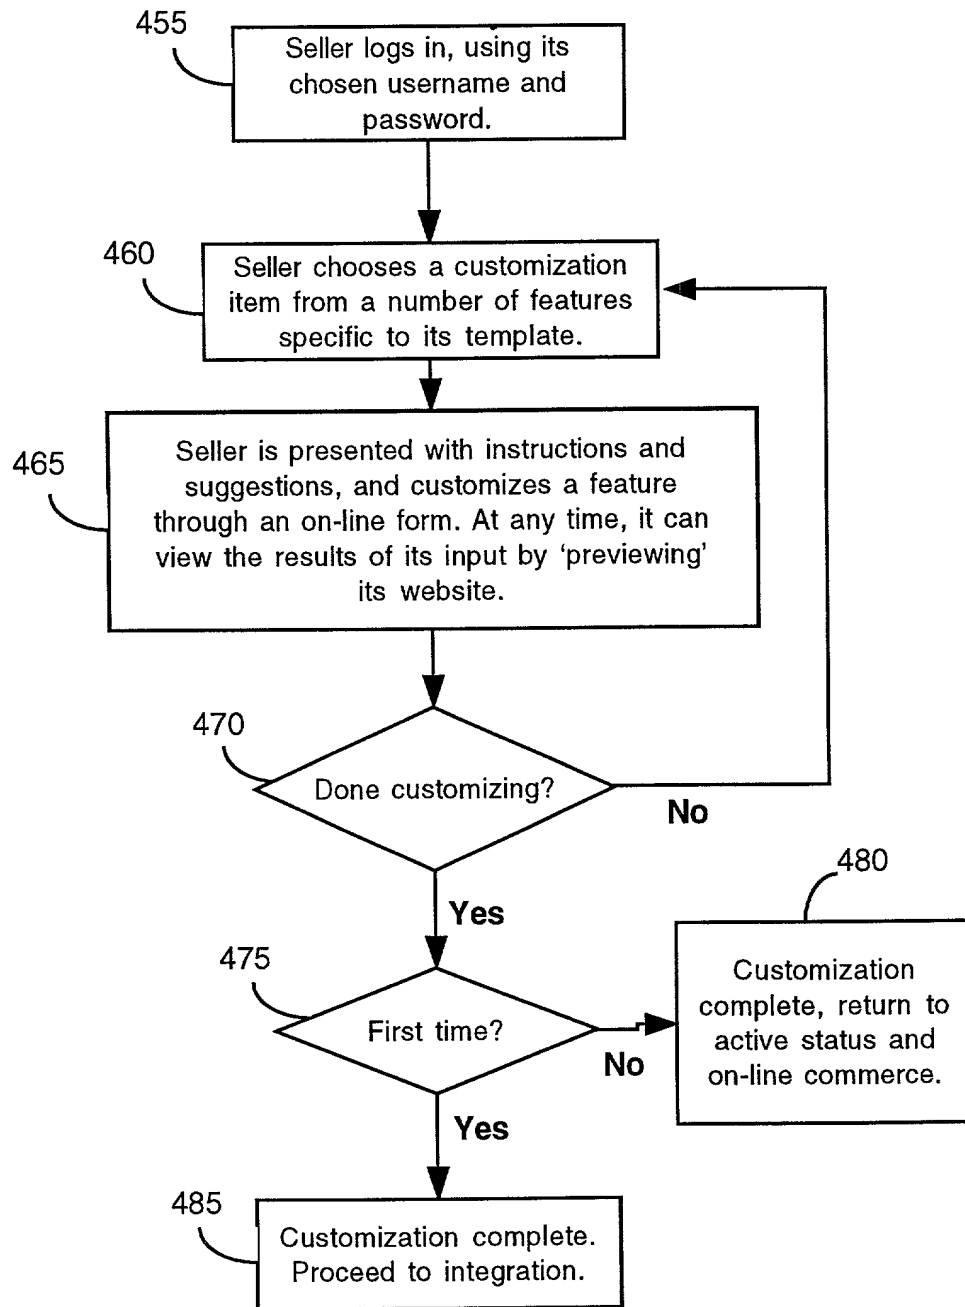 455
Seller logs in, using its
chosen username and
password.
460
Seller chooses a customization
item from a number of features
specific to its template.
465
Seller is presented with instructions and
suggestions, and customizes a feature
through an on-line form. At any time, it can
view the results of its input by ‘previewing’
its website.
470
Done customizing?
No
Yes
480
Customization
complete, return to
active status and
on-line commerce.
475
First time?
No
Yes
485
Customization complete.
Proceed to integration.